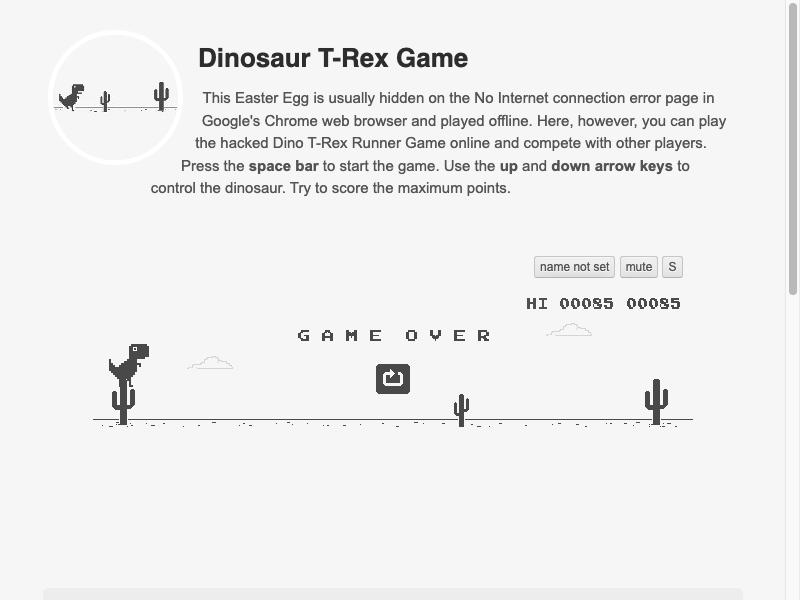 Dinosaur T-Rex Game
This Easter Egg is usually hidden on the No Internet connection error page in
Google's Chrome web browser and played offline. Here, however, you can play
the hacked Dino T-Rex Runner Game online and compete with other players.
Press the space bar to start the game. Use the up and down arrow keys to
control the dinosaur. Try to score the maximum points.
name not set mute S
HI 00085 00085
GAME OVER